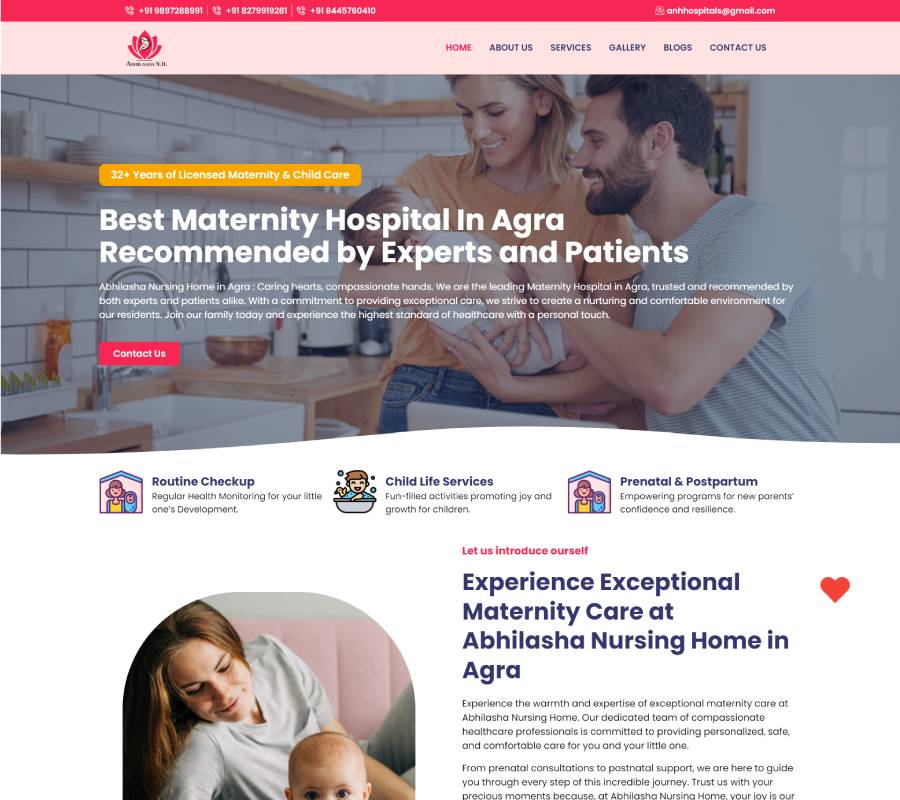 +91 9897288991 +91 8279919281 +91 8445760410 anhhospitals@gmail.com
ABHILASHA N.H.
HOME ABOUT US SERVICES GALLERY BLOGS CONTACT US
32+ Years of Licensed Maternity & Child Care
Best Maternity Hospital In Agra
Recommended by Experts and Patients
Abhilasha Nursing Home in Agra : Caring hearts, compassionate hands. We are the leading Maternity Hospital in Agra, trusted and recommended by
both experts and patients alike. With a commitment to providing exceptional care, we strive to create a nurturing and comfortable environment for
our residents. Join our family today and experience the highest standard of healthcare with a personal touch.
Contact Us
Routine Checkup
Regular Health Monitoring for your little
one's Development.
Child Life Services
Fun-filled activities promoting joy and
growth for children.
Prenatal & Postpartum
Empowering programs for new parents'
confidence and resilience.
Let us introduce ourself
Experience Exceptional
Maternity Care at
Abhilasha Nursing Home in
Agra
Experience the warmth and expertise of exceptional maternity care at
Abhilasha Nursing Home. Our dedicated team of compassionate
healthcare professionals is committed to providing personalized, safe,
and comfortable care for you and your little one.
From prenatal consultations to postnatal support, we are here to guide
you through every step of this incredible journey. Trust us with your
precious moments because, at Abhilasha Nursing Home, your joy is our